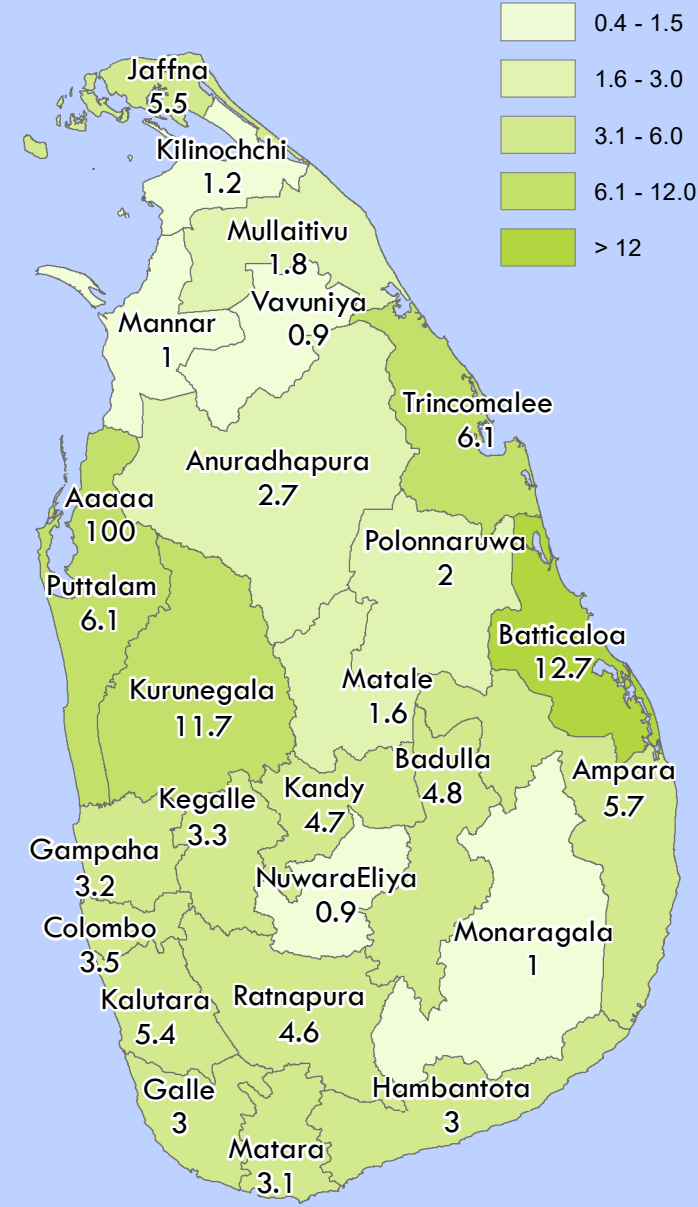 0.4 - 1.5
1.6 - 3.0
3.1 - 6.0
6.1 - 12.0
> 12
Jaffna
5.5
Kilinochchi
1.2
Mullaitivu
1.8
Vavuniya
0.9
Mannar
1
Trincomalee
6.1
Anuradhapura
2.7
Aaaaa
100
Polonnaruwa
2
Puttalam
6.1
Batticaloa
12.7
Kurunegala
11.7
Matale
1.6
Badulla
4.8
Ampara
5.7
Kandy
4.7
Kegalle
3.3
Gampaha
3.2
NuwaraEliya
0.9
Colombo
3.5
Monaragala
1
Kalutara
5.4
Ratnapura
4.6
Galle
3
Hambantota
3
Matara
3.1